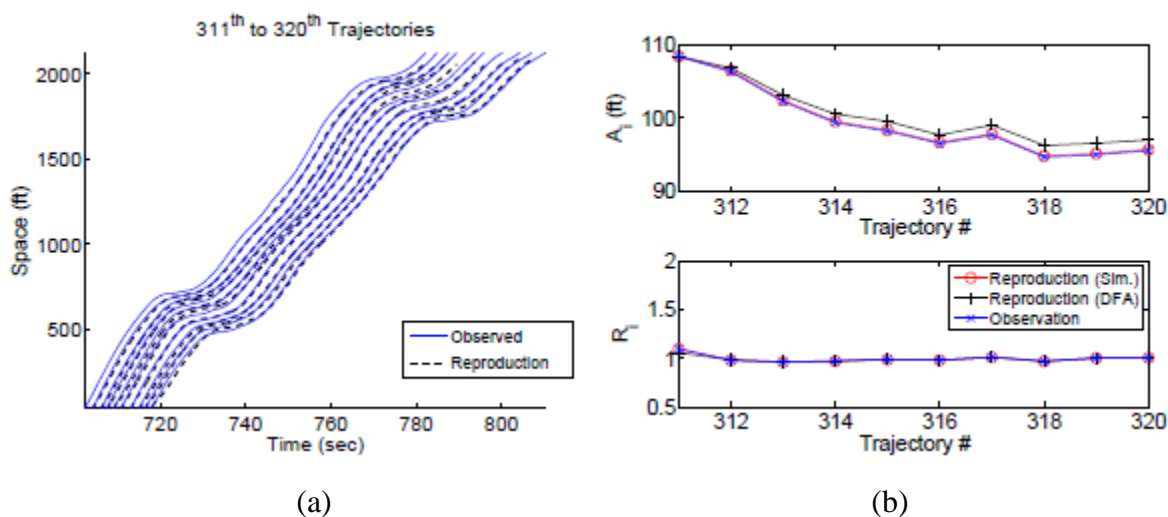 311th to 320th Trajectories
2000
1500
1000
500
Space (ft)
720 740 760 780 800
Time (sec)
Observed
Reproduction
(a)
110
100
90
A_i (ft)
312 314 316 318 320
Trajectory #
2
1.5
1
0.5
R_i
Reproduction (Sim.)
Reproduction (DFA)
Observation
312 314 316 318 320
Trajectory #
(b)